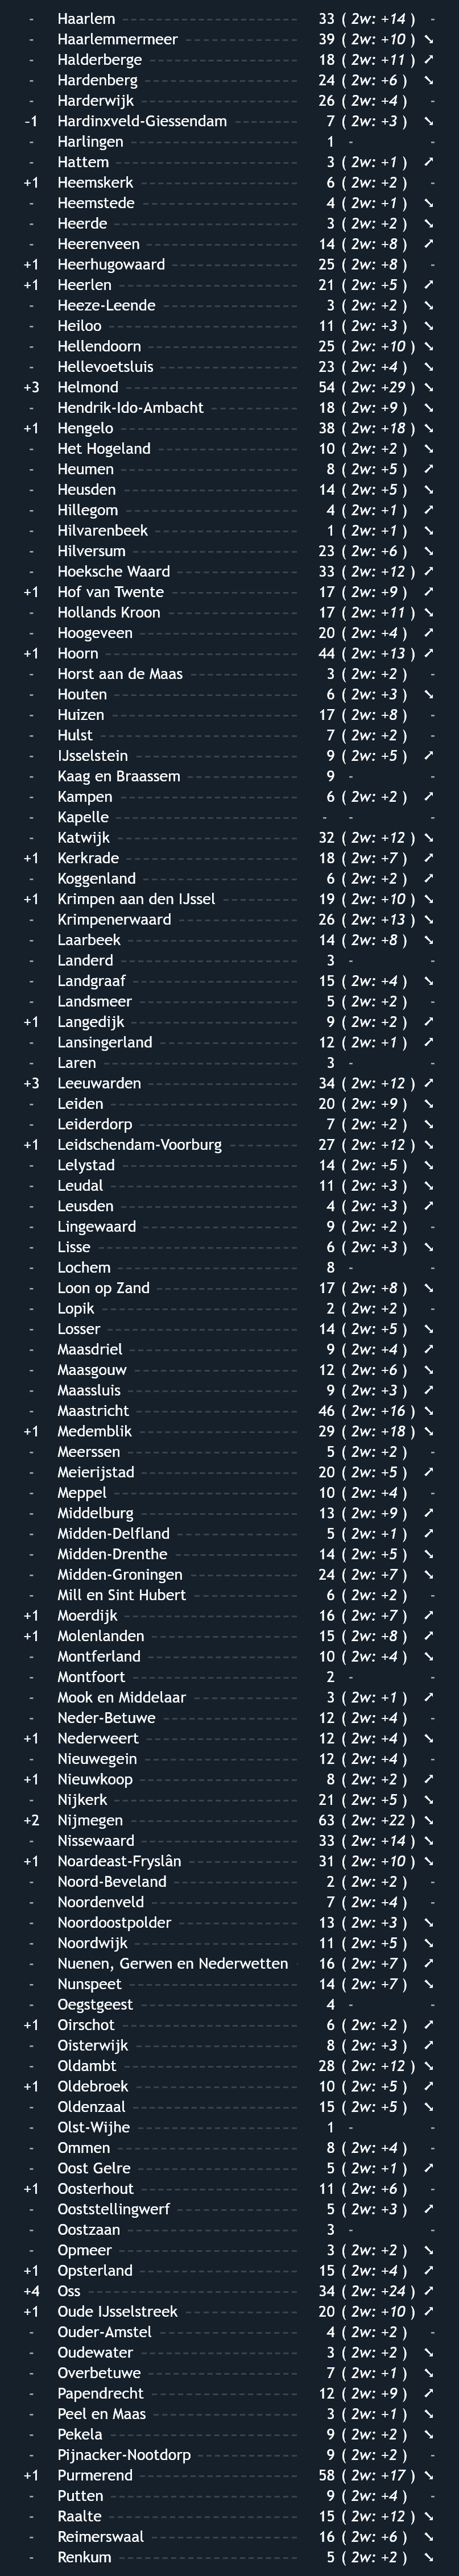 - Haarlem 33 ( 2w: +14 ) -
- Haarlemmermeer 39 ( 2w: +10 ) ➘
- Halderberge 18 ( 2w: +11 ) ➚
- Hardenberg 24 ( 2w: +6 ) ➘
- Harderwijk 26 ( 2w: +4 ) -
-1 Hardinxveld-Giessendam 7 ( 2w: +3 ) ➘
- Harlingen 1 - -
- Hattem 3 ( 2w: +1 ) ➚
+1 Heemskerk 6 ( 2w: +2 ) -
- Heemstede 4 ( 2w: +1 ) ➘
- Heerde 3 ( 2w: +2 ) ➘
- Heerenveen 14 ( 2w: +8 ) ➚
+1 Heerhugowaard 25 ( 2w: +8 ) -
+1 Heerlen 21 ( 2w: +5 ) ➚
- Heeze-Leende 3 ( 2w: +2 ) ➘
- Heiloo 11 ( 2w: +3 ) ➘
- Hellendoorn 25 ( 2w: +10 ) ➘
- Hellevoetsluis 23 ( 2w: +4 ) ➘
+3 Helmond 54 ( 2w: +29 ) ➘
- Hendrik-Ido-Ambacht 18 ( 2w: +9 ) ➘
+1 Hengelo 38 ( 2w: +18 ) ➘
- Het Hogeland 10 ( 2w: +2 ) ➘
- Heumen 8 ( 2w: +5 ) ➚
- Heusden 14 ( 2w: +5 ) ➘
- Hillegom 4 ( 2w: +1 ) ➚
- Hilvarenbeek 1 ( 2w: +1 ) ➘
- Hilversum 23 ( 2w: +6 ) ➘
- Hoeksche Waard 33 ( 2w: +12 ) ➚
+1 Hof van Twente 17 ( 2w: +9 ) ➚
- Hollands Kroon 17 ( 2w: +11 ) ➘
- Hoogeveen 20 ( 2w: +4 ) ➚
+1 Hoorn 44 ( 2w: +13 ) ➚
- Horst aan de Maas 3 ( 2w: +2 ) -
- Houten 6 ( 2w: +3 ) ➘
- Huizen 17 ( 2w: +8 ) -
- Hulst 7 ( 2w: +2 ) -
- IJsselstein 9 ( 2w: +5 ) ➚
- Kaag en Braassem 9 - -
- Kampen 6 ( 2w: +2 ) ➚
- Kapelle - - -
- Katwijk 32 ( 2w: +12 ) ➘
+1 Kerkrade 18 ( 2w: +7 ) ➚
- Koggenland 6 ( 2w: +2 ) ➚
+1 Krimpen aan den IJssel 19 ( 2w: +10 ) ➘
- Krimpenerwaard 26 ( 2w: +13 ) ➘
- Laarbeek 14 ( 2w: +8 ) ➘
- Landerd 3 - -
- Landgraaf 15 ( 2w: +4 ) ➘
- Landsmeer 5 ( 2w: +2 ) -
+1 Langedijk 9 ( 2w: +2 ) ➚
- Lansingerland 12 ( 2w: +1 ) ➚
- Laren 3 - -
+3 Leeuwarden 34 ( 2w: +12 ) ➚
- Leiden 20 ( 2w: +9 ) ➘
- Leiderdorp 7 ( 2w: +2 ) ➘
+1 Leidschendam-Voorburg 27 ( 2w: +12 ) ➘
- Lelystad 14 ( 2w: +5 ) ➘
- Leudal 11 ( 2w: +3 ) ➘
- Leusden 4 ( 2w: +3 ) ➚
- Lingewaard 9 ( 2w: +2 ) -
- Lisse 6 ( 2w: +3 ) ➘
- Lochem 8 - -
- Loon op Zand 17 ( 2w: +8 ) ➘
- Lopik 2 ( 2w: +2 ) -
- Losser 14 ( 2w: +5 ) ➘
- Maasdriel 9 ( 2w: +4 ) ➚
- Maasgouw 12 ( 2w: +6 ) ➘
- Maassluis 9 ( 2w: +3 ) ➚
- Maastricht 46 ( 2w: +16 ) ➘
+1 Medemblik 29 ( 2w: +18 ) ➘
- Meerssen 5 ( 2w: +2 ) -
- Meierijstad 20 ( 2w: +5 ) ➚
- Meppel 10 ( 2w: +4 ) -
- Middelburg 13 ( 2w: +9 ) ➚
- Midden-Delfland 5 ( 2w: +1 ) ➚
- Midden-Drenthe 14 ( 2w: +5 ) ➘
- Midden-Groningen 24 ( 2w: +7 ) ➘
- Mill en Sint Hubert 6 ( 2w: +2 ) -
+1 Moerdijk 16 ( 2w: +7 ) ➚
+1 Molenlanden 15 ( 2w: +8 ) ➚
- Montferland 10 ( 2w: +4 ) ➘
- Montfoort 2 - -
- Mook en Middelaar 3 ( 2w: +1 ) ➚
- Neder-Betuwe 12 ( 2w: +4 ) -
+1 Nederweert 12 ( 2w: +4 ) ➘
- Nieuwegein 12 ( 2w: +4 ) -
+1 Nieuwkoop 8 ( 2w: +2 ) ➚
- Nijkerk 21 ( 2w: +5 ) ➘
+2 Nijmegen 63 ( 2w: +22 ) ➘
- Nissewaard 33 ( 2w: +14 ) ➘
+1 Noardeast-Fryslân 31 ( 2w: +10 ) ➘
- Noord-Beveland 2 ( 2w: +2 ) -
- Noordenveld 7 ( 2w: +4 ) -
- Noordoostpolder 13 ( 2w: +3 ) ➘
- Noordwijk 11 ( 2w: +5 ) ➘
- Nuenen, Gerwen en Nederwetten 16 ( 2w: +7 ) ➚
- Nunspeet 14 ( 2w: +7 ) ➘
- Oegstgeest 4 - -
+1 Oirschot 6 ( 2w: +2 ) ➚
- Oisterwijk 8 ( 2w: +3 ) ➚
- Oldambt 28 ( 2w: +12 ) ➘
+1 Oldebroek 10 ( 2w: +5 ) ➚
- Oldenzaal 15 ( 2w: +5 ) ➘
- Olst-Wijhe 1 - -
- Ommen 8 ( 2w: +4 ) -
- Oost Gelre 5 ( 2w: +1 ) ➚
+1 Oosterhout 11 ( 2w: +6 ) -
- Ooststellingwerf 5 ( 2w: +3 ) ➚
- Oostzaan 3 - -
- Opmeer 3 ( 2w: +2 ) ➘
+1 Opsterland 15 ( 2w: +4 ) ➚
+4 Oss 34 ( 2w: +24 ) ➚
+1 Oude IJsselstreek 20 ( 2w: +10 ) ➚
- Ouder-Amstel 4 ( 2w: +2 ) -
- Oudewater 3 ( 2w: +2 ) ➘
- Overbetuwe 7 ( 2w: +1 ) ➘
- Papendrecht 12 ( 2w: +9 ) ➚
- Peel en Maas 3 ( 2w: +1 ) ➘
- Pekela 9 ( 2w: +2 ) ➘
- Pijnacker-Nootdorp 9 ( 2w: +2 ) -
+1 Purmerend 58 ( 2w: +17 ) ➘
- Putten 9 ( 2w: +4 ) -
- Raalte 15 ( 2w: +12 ) ➘
- Reimerswaal 16 ( 2w: +6 ) ➘
- Renkum 5 ( 2w: +2 ) ➘